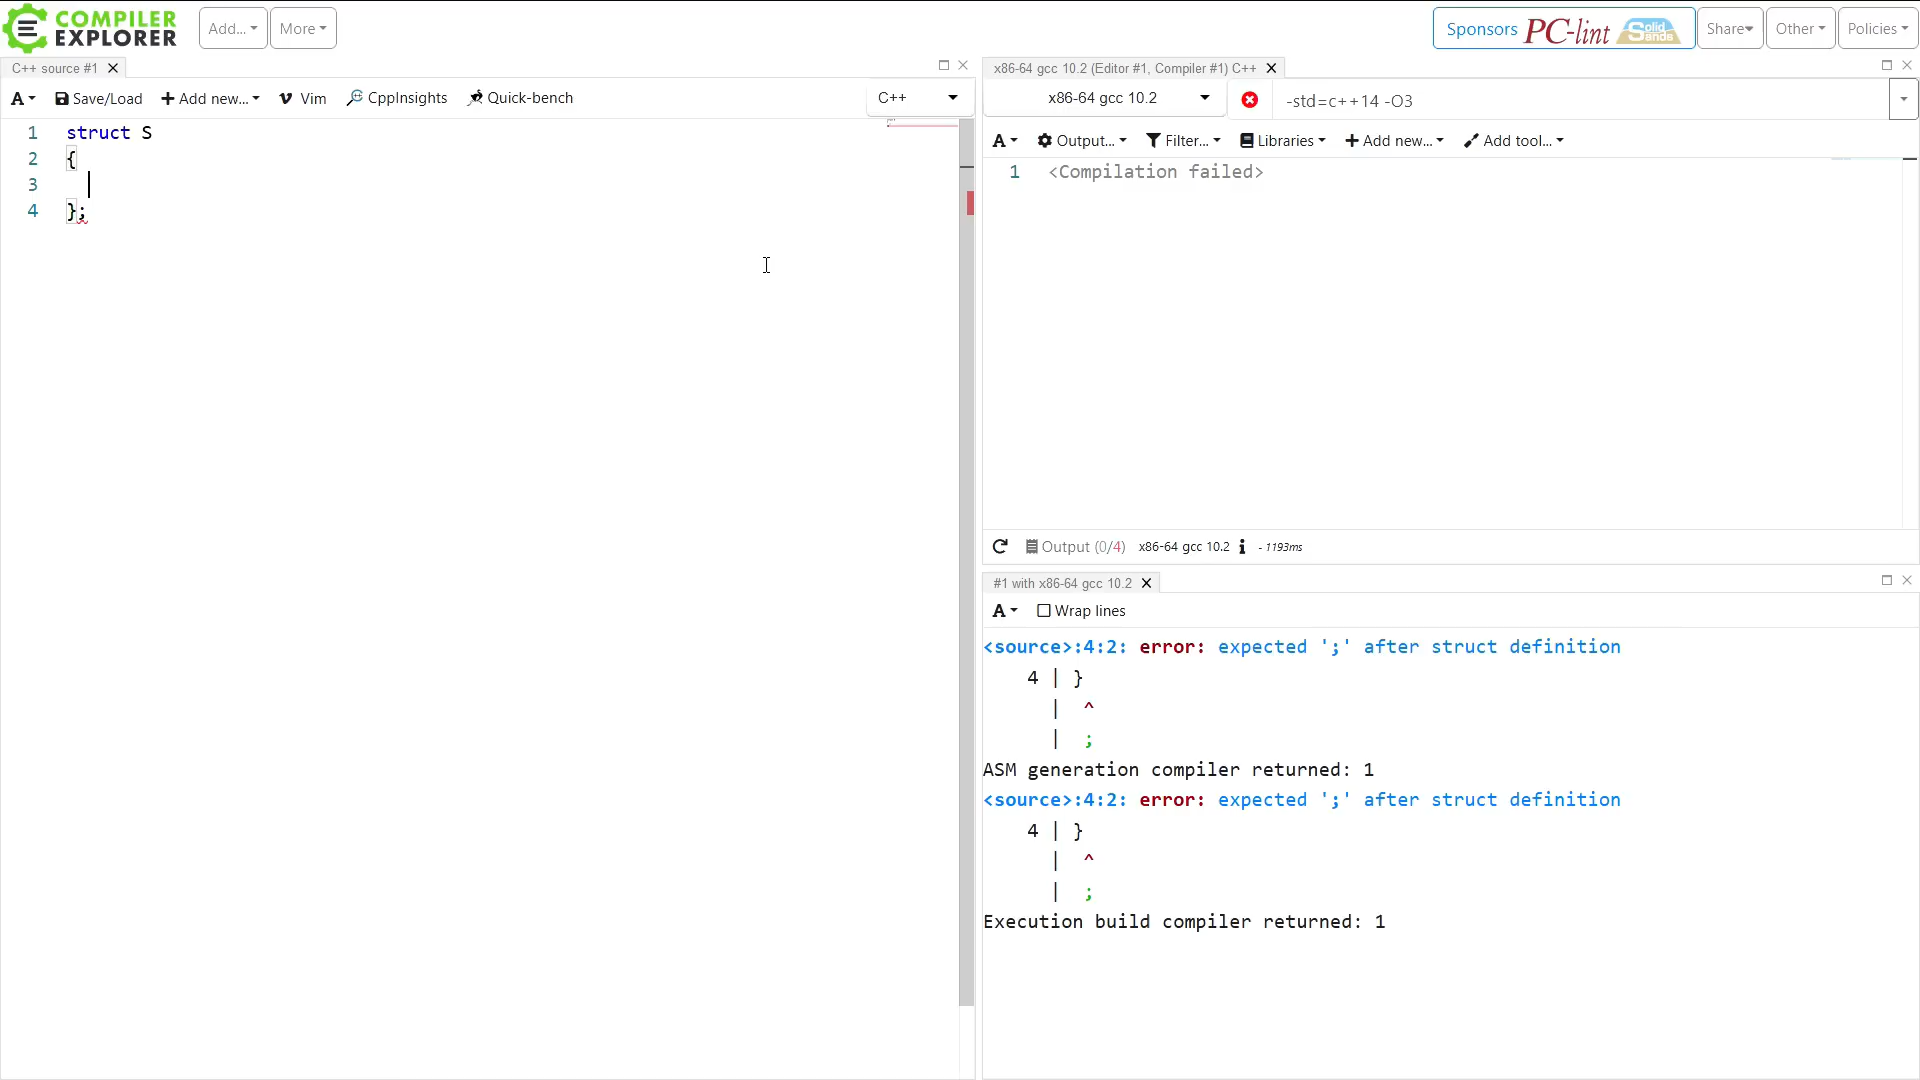 COMPILER
EXPLORER
Add...
More
Sponsors PC-lint Solid Sands
Share
Other
Policies
C++ source #1
A
Save/Load
Add new...
Vim
CppInsights
Quick-bench
C++
1 struct S
2 {
3
4 };
x86-64 gcc 10.2 (Editor #1, Compiler #1) C++
x86-64 gcc 10.2
-std=c++14 -O3
A
Output...
Filter...
Libraries
Add new...
Add tool...
1 <Compilation failed>
Output (0/4) x86-64 gcc 10.2 i - 1193ms
#1 with x86-64 gcc 10.2
A
Wrap lines
<source>:4:2: error: expected ';' after struct definition
4 | }
| ^
| ;
ASM generation compiler returned: 1
<source>:4:2: error: expected ';' after struct definition
4 | }
| ^
| ;
Execution build compiler returned: 1